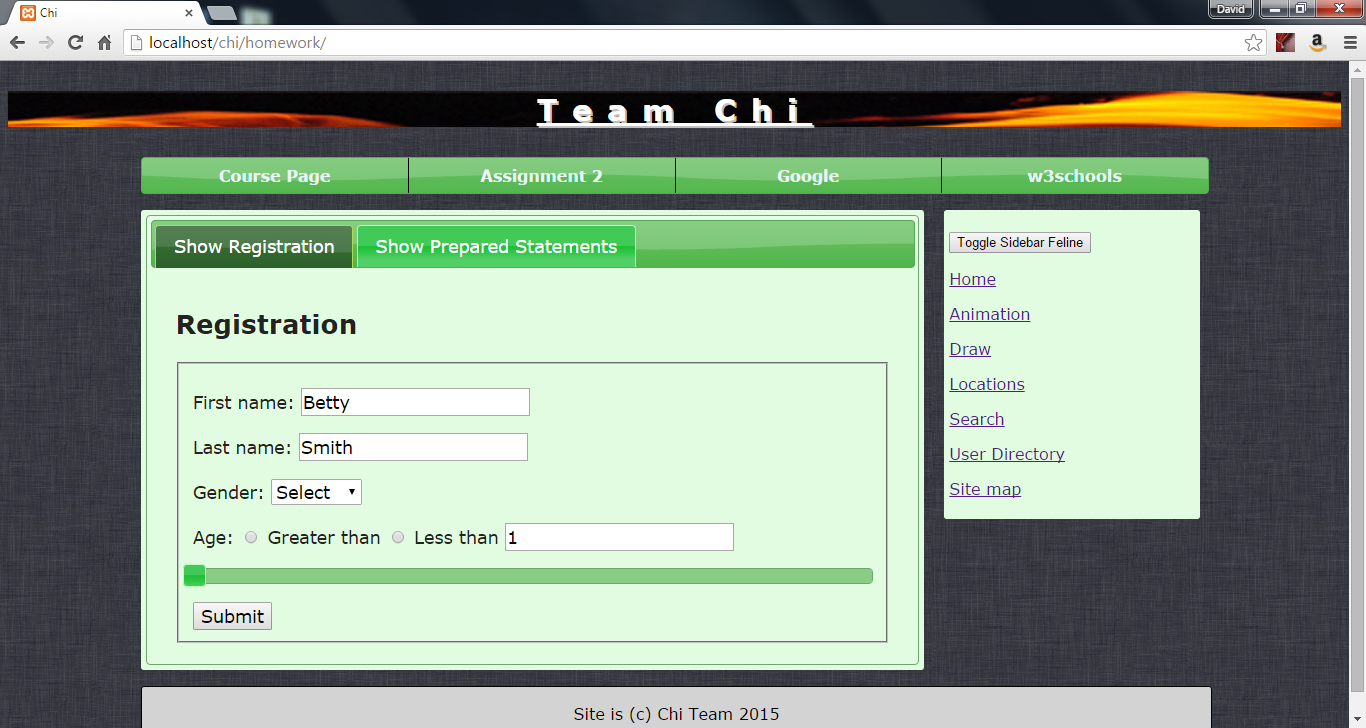 Chi
David
localhost/chi/homework/
Team Chi
Course Page Assignment 2 Google w3schools
Show Registration Show Prepared Statements
Registration
First name: Betty
Last name: Smith
Gender: Select
Age: Greater than Less than 1
Submit
Toggle Sidebar Feline
Home
Animation
Draw
Locations
Search
User Directory
Site map
Site is (c) Chi Team 2015